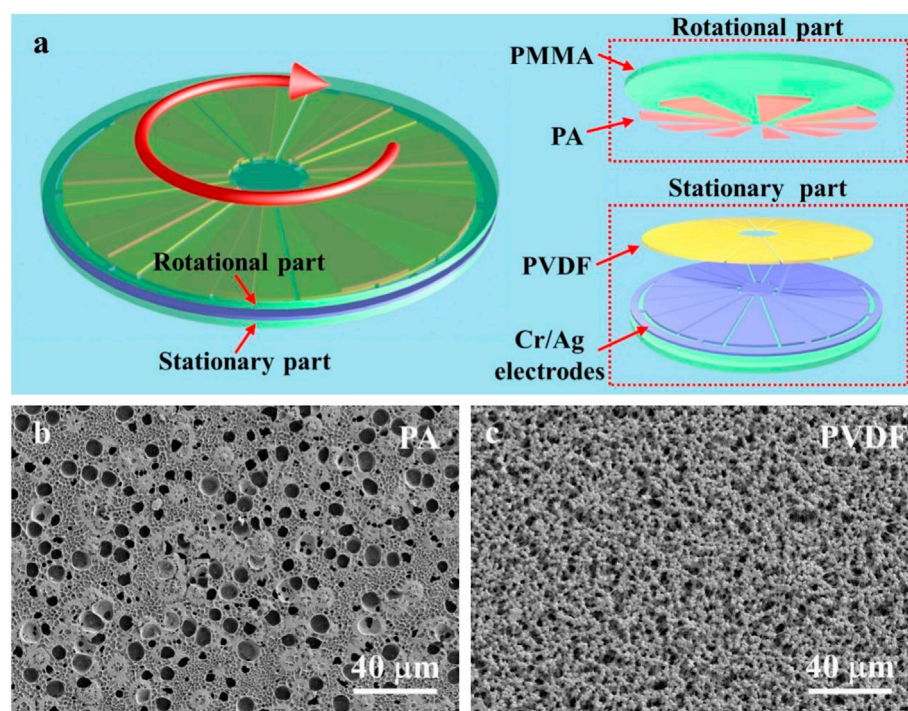 a
Rotational part
PMMA
PA
Rotational part
Stationary part
Stationary part
PVDF
Cr/Ag
electrodes
b
PA
40 μm
c
PVDF
40 μm